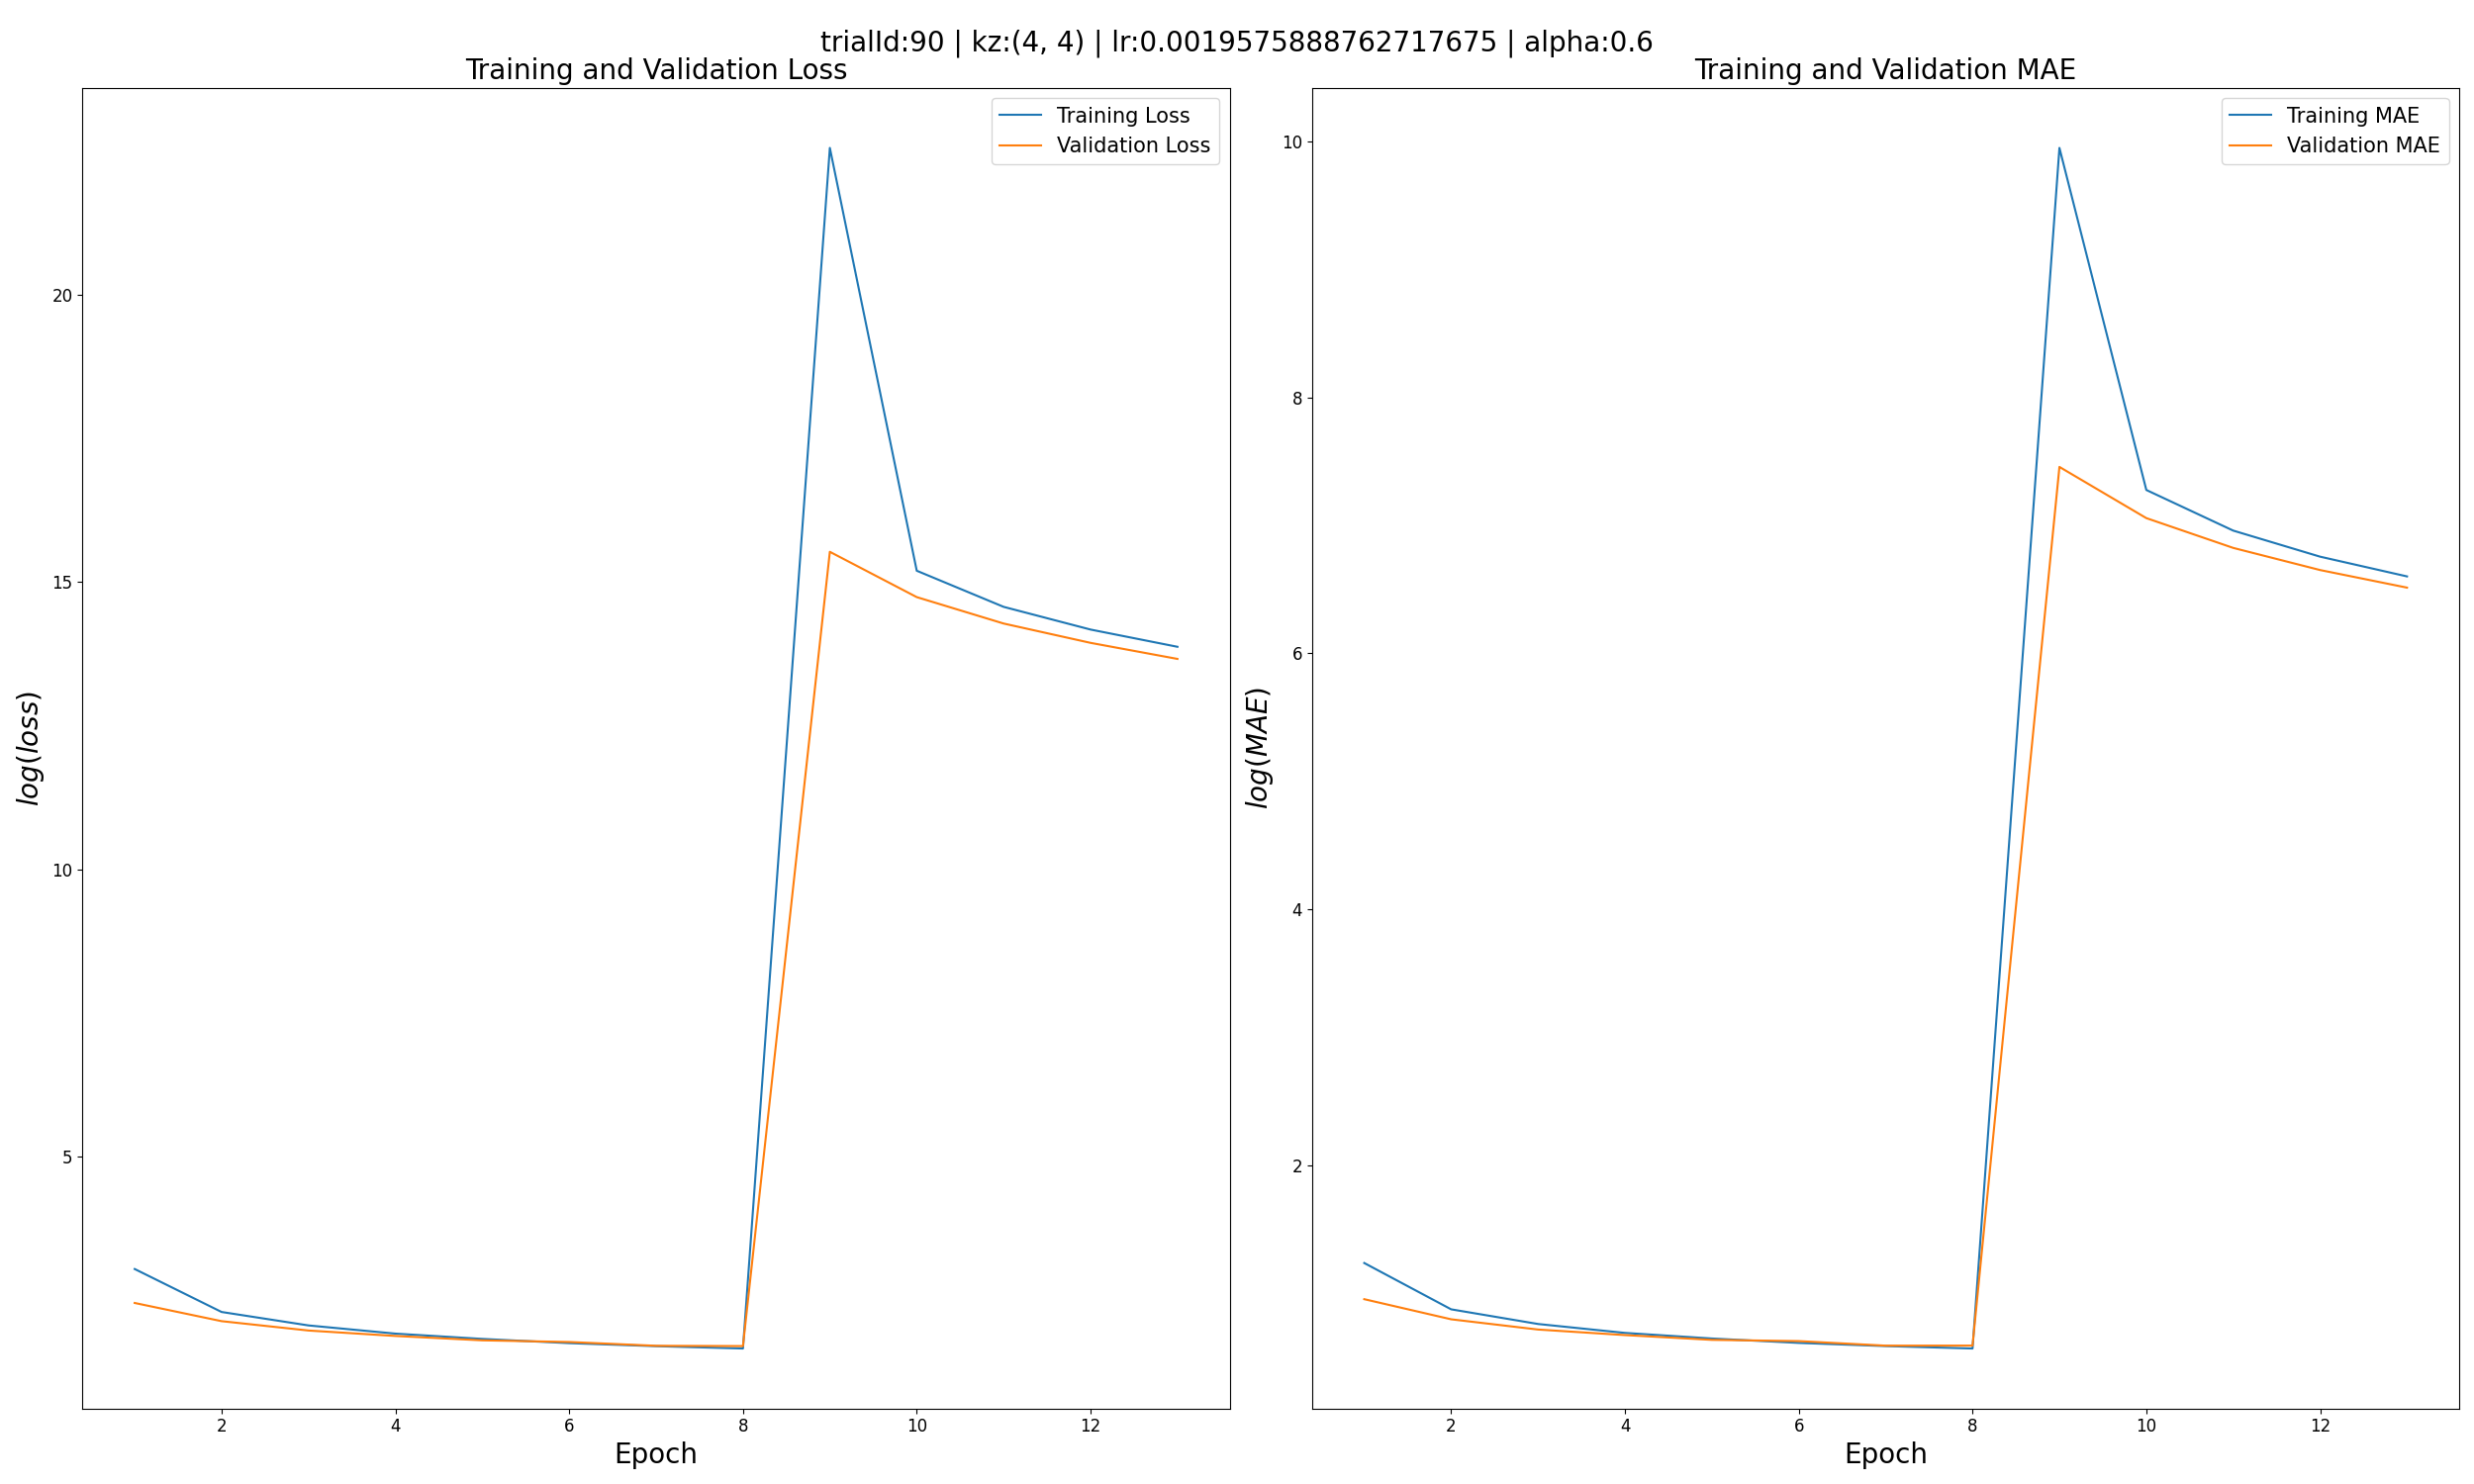 trialId:90 | kz:(4, 4) | lr:0.0019575888762717675 | alpha:0.6
Training and Validation Loss
Training Loss
Validation Loss
20
15
10
5
log(loss)
2 4 6 8 10 12
Epoch
Training and Validation MAE
Training MAE
Validation MAE
10
8
6
4
2
log(MAE)
2 4 6 8 10 12
Epoch